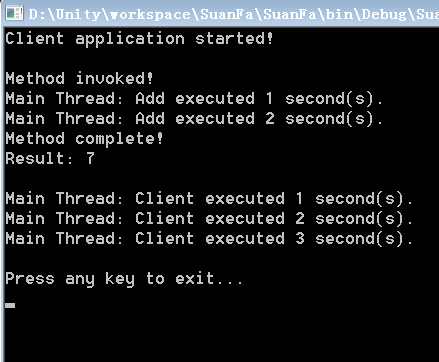 D:\Unity\workspace\SuanFa\SuanFa\bin\Debug\Sua
Client application started!
Method invoked!
Main Thread: Add executed 1 second(s).
Main Thread: Add executed 2 second(s).
Method complete!
Result: 7
Main Thread: Client executed 1 second(s).
Main Thread: Client executed 2 second(s).
Main Thread: Client executed 3 second(s).
Press any key to exit...